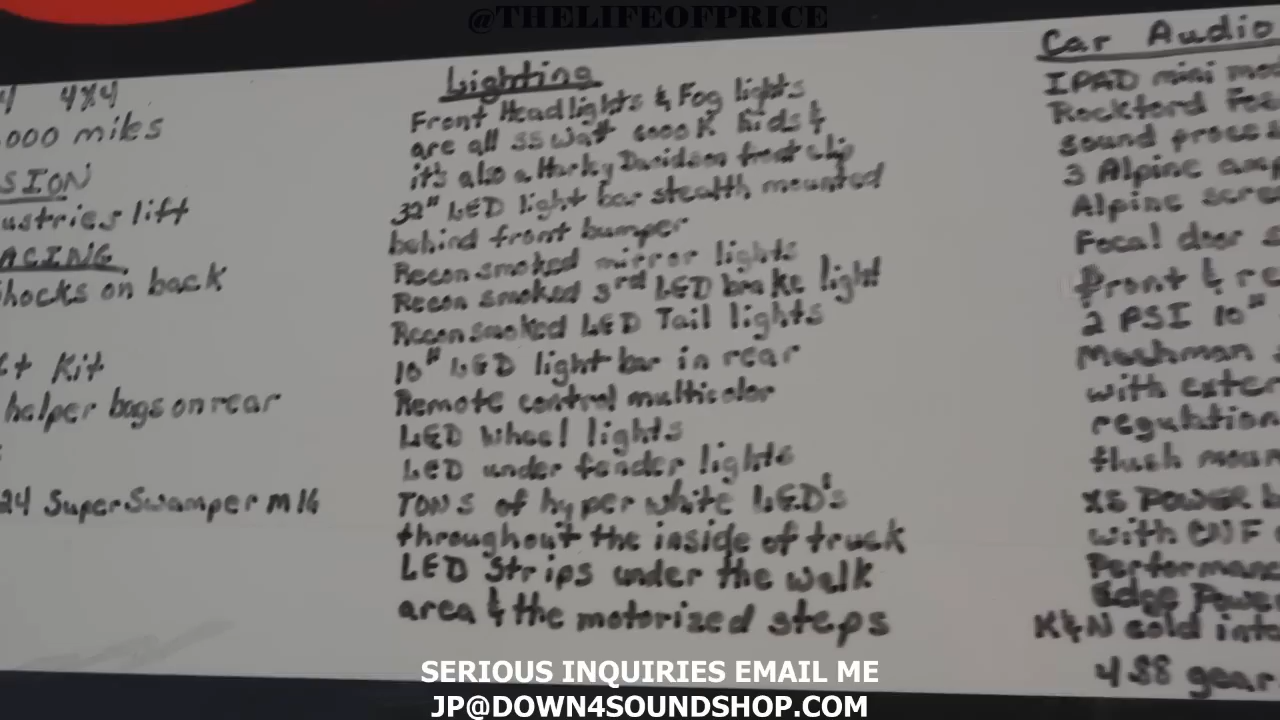 @THELIFEOFPRICE
4X4
000 miles
SION
ustries lift
ACING
hocks on back
Kit
helper bags on rear
24 Super Swamper m16
Lighting
Front Headlights & Fog lights
are all 55 watt 6000 K hids &
it's also a Harley Davidson front clip
32" LED light bar stealth mounted
behind front bumper
Recon smoked mirror lights
Recon smoked 3rd LED brake light
Recon smoked LED Tail lights
10" LED light bar in rear
Remote control multicolor
LED wheel lights
LED under fender lights
TONS of hyper white LED's
throughout the inside of truck
LED Strips under the walk
area & the motorized steps
Car Audio
IPAD mini mo
Rockford Fos
sound process
3 Alpine amp
Alpine scre
Focal door s
Front & re
2 PSI 10"
Mechman
with exter
regulation
flush moun
XS POWER b
with
Performanc
Edge Powe
K&N cold inta
4.88 gear
SERIOUS INQUIRIES EMAIL ME
JP@DOWN4SOUNDSHOP.COM